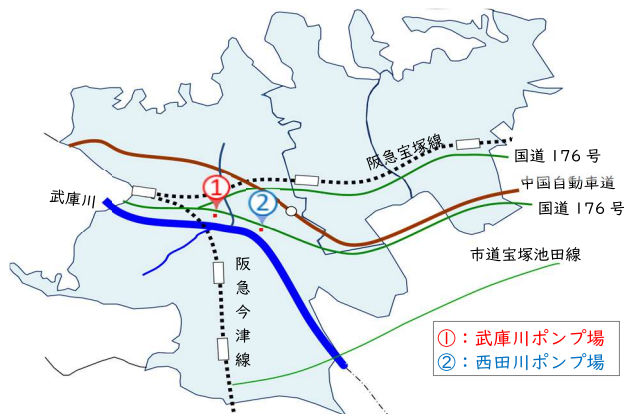 阪急宝塚線
国道 176 号
中国自動車道
国道 176 号
武庫川
①
②
市道宝塚池田線
阪急今津線
①：武庫川ポンプ場
②：西田川ポンプ場